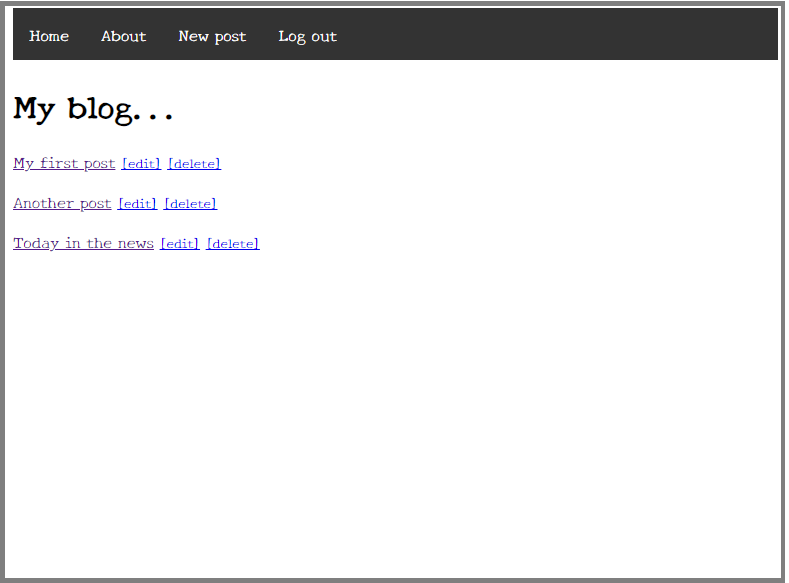 Home About New post Log out
My blog...
My first post [edit] [delete]
Another post [edit] [delete]
Today in the news [edit] [delete]